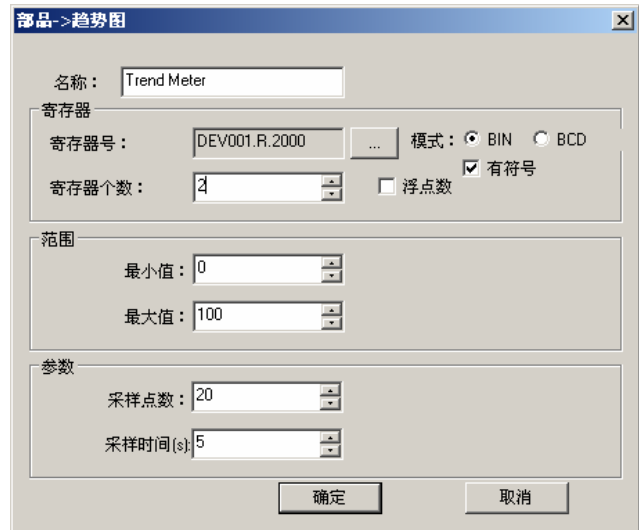 部品->趋势图
名称： Trend Meter
寄存器
寄存器号： DEV001.R.2000 ... 模式： BIN BCD
有符号
寄存器个数： 2 浮点数
范围
最小值： 0
最大值： 100
参数
采样点数： 20
采样时间(s): 5
确定 取消